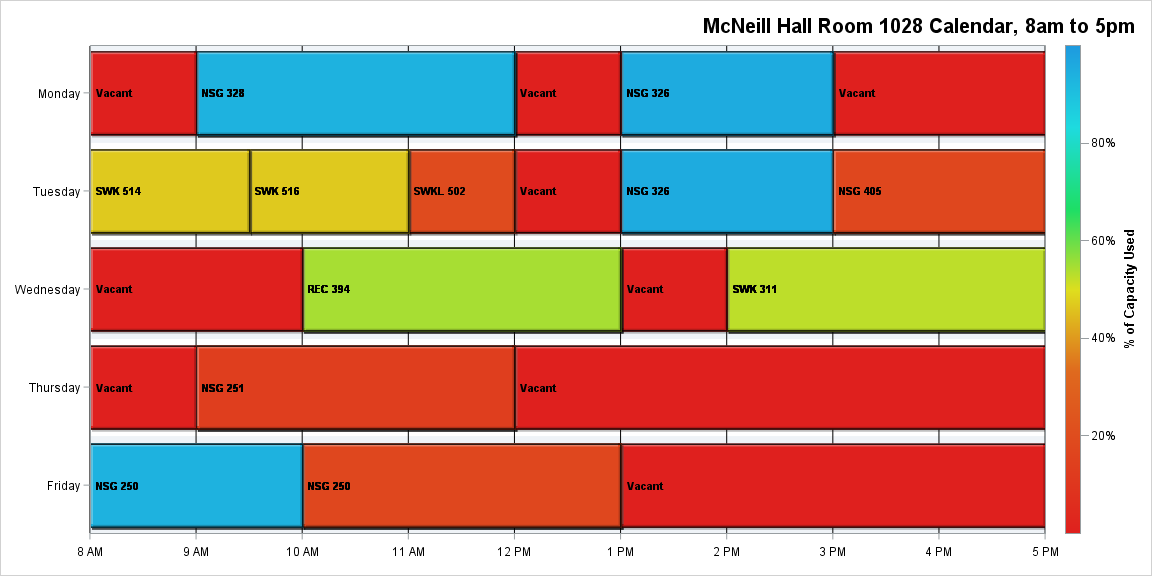 McNeill Hall Room 1028 Calendar, 8am to 5pm
Monday
Vacant
NSG 328
Vacant
NSG 326
Vacant
Tuesday
SWK 514
SWK 516
SWKL 502
Vacant
NSG 326
NSG 405
Wednesday
Vacant
REC 394
Vacant
SWK 311
Thursday
Vacant
NSG 251
Vacant
Friday
NSG 250
NSG 250
Vacant
8 AM
9 AM
10 AM
11 AM
12 PM
1 PM
2 PM
3 PM
4 PM
5 PM
80%
60%
40%
20%
% of Capacity Used